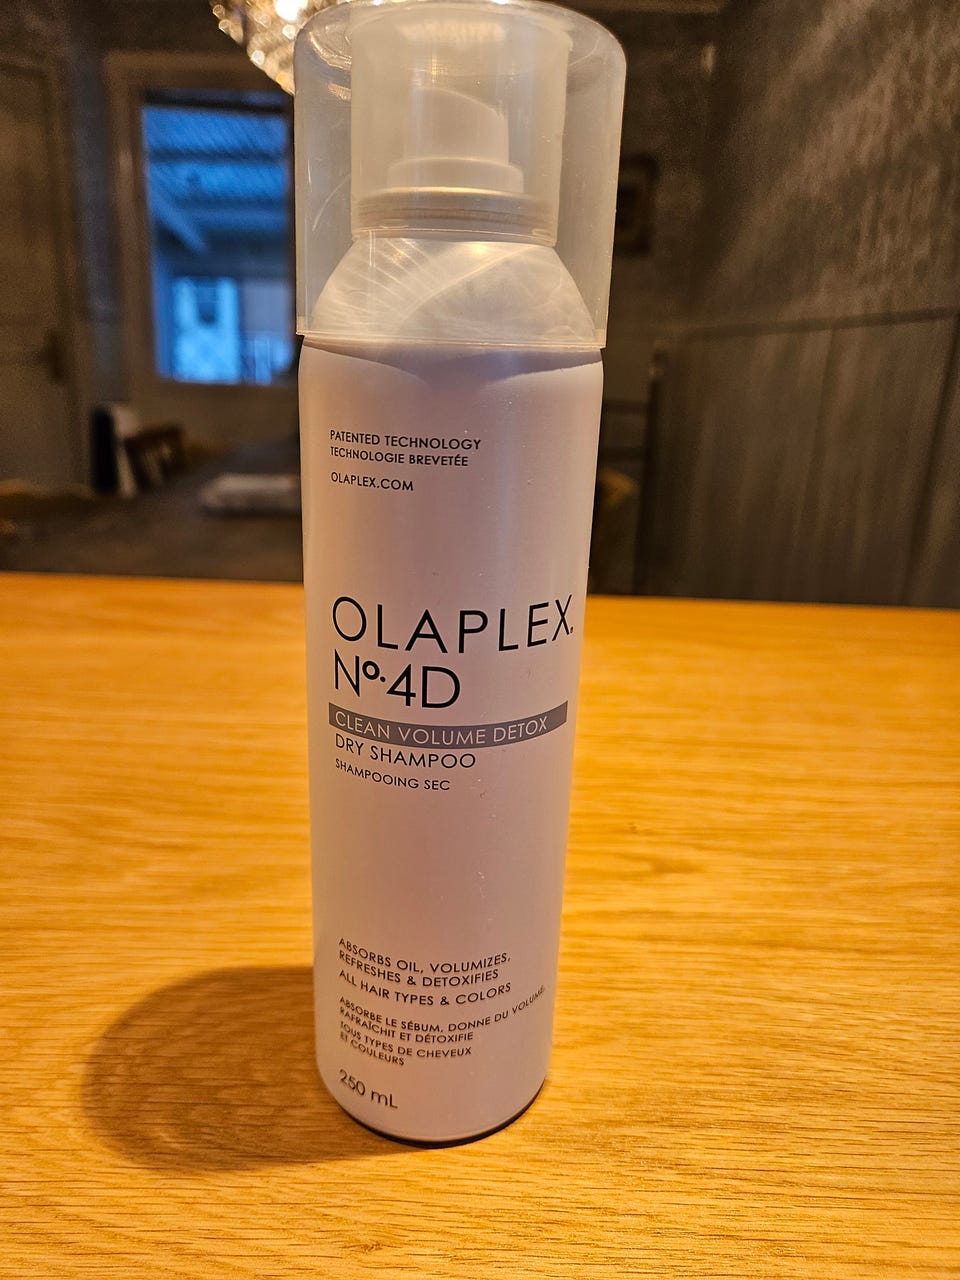 PATENTED TECHNOLOGY
TECHNOLOGIE BREVETÉE
OLAPLEX.COM
OLAPLEX.
Nº.4D
CLEAN VOLUME DETOX
DRY SHAMPOO
SHAMPOOING SEC
ABSORBS OIL, VOLUMIZES,
REFRESHES & DETOXIFIES
ALL HAIR TYPES & COLORS
ABSORBE LE SÉBUM, DONNE DU VOLUME,
RAFRAÎCHIT ET DÉTOXIFIE
TOUS TYPES DE CHEVEUX
ET COULEURS
250 mL